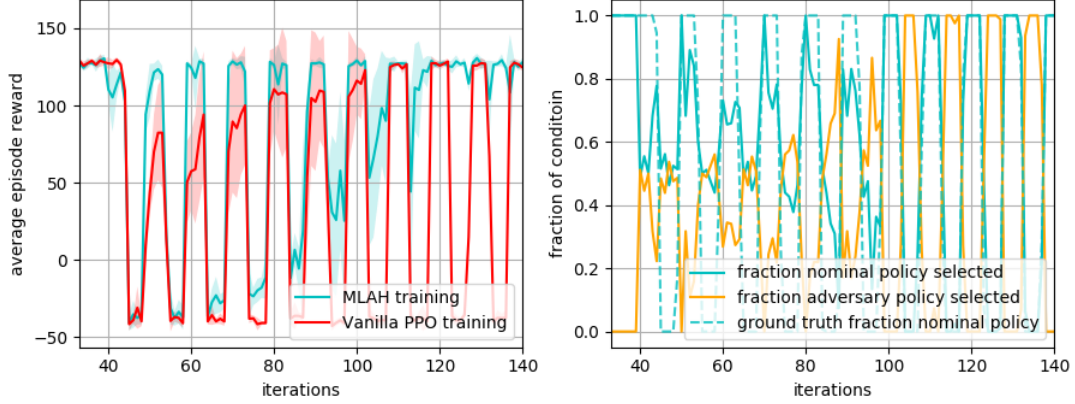 average episode reward
150
100
50
0
−50
40
60
80
100
120
140
iterations
MLAH training
Vanilla PPO training
fraction of conditoin
1.0
0.8
0.6
0.4
0.2
0.0
40
60
80
100
120
140
iterations
fraction nominal policy selected
fraction adversary policy selected
ground truth fraction nominal policy